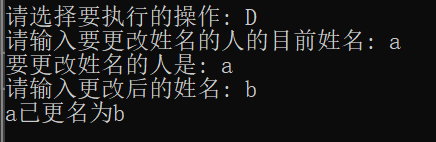 请选择要执行的操作: D
请输入要更改姓名的人的目前姓名: a
要更改姓名的人是: a
请输入更改后的姓名: b
a已更名为b